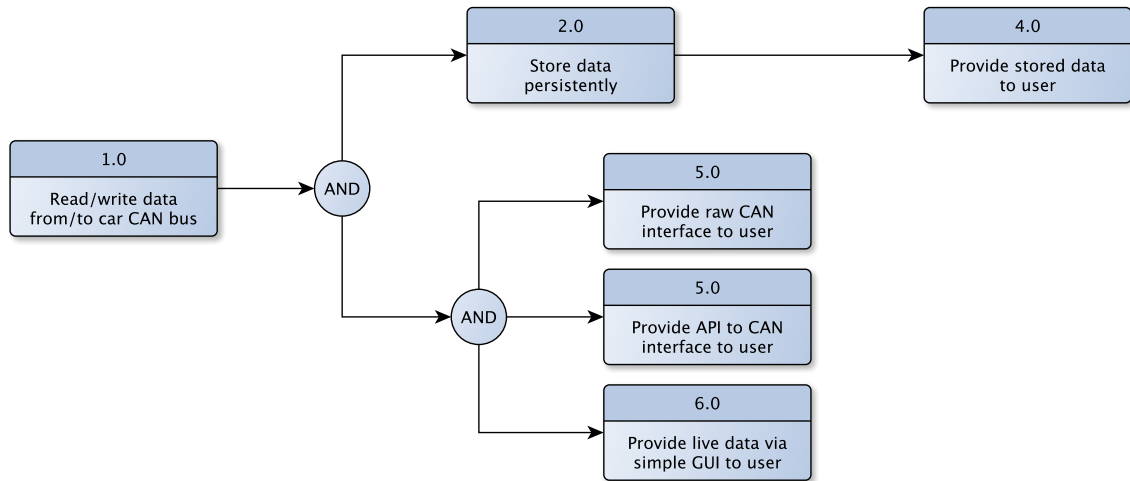 2.0
Store data
persistently
4.0
Provide stored data
to user
1.0
Read/write data
from/to car CAN bus
AND
5.0
Provide raw CAN
interface to user
AND
5.0
Provide API to CAN
interface to user
6.0
Provide live data via
simple GUI to user